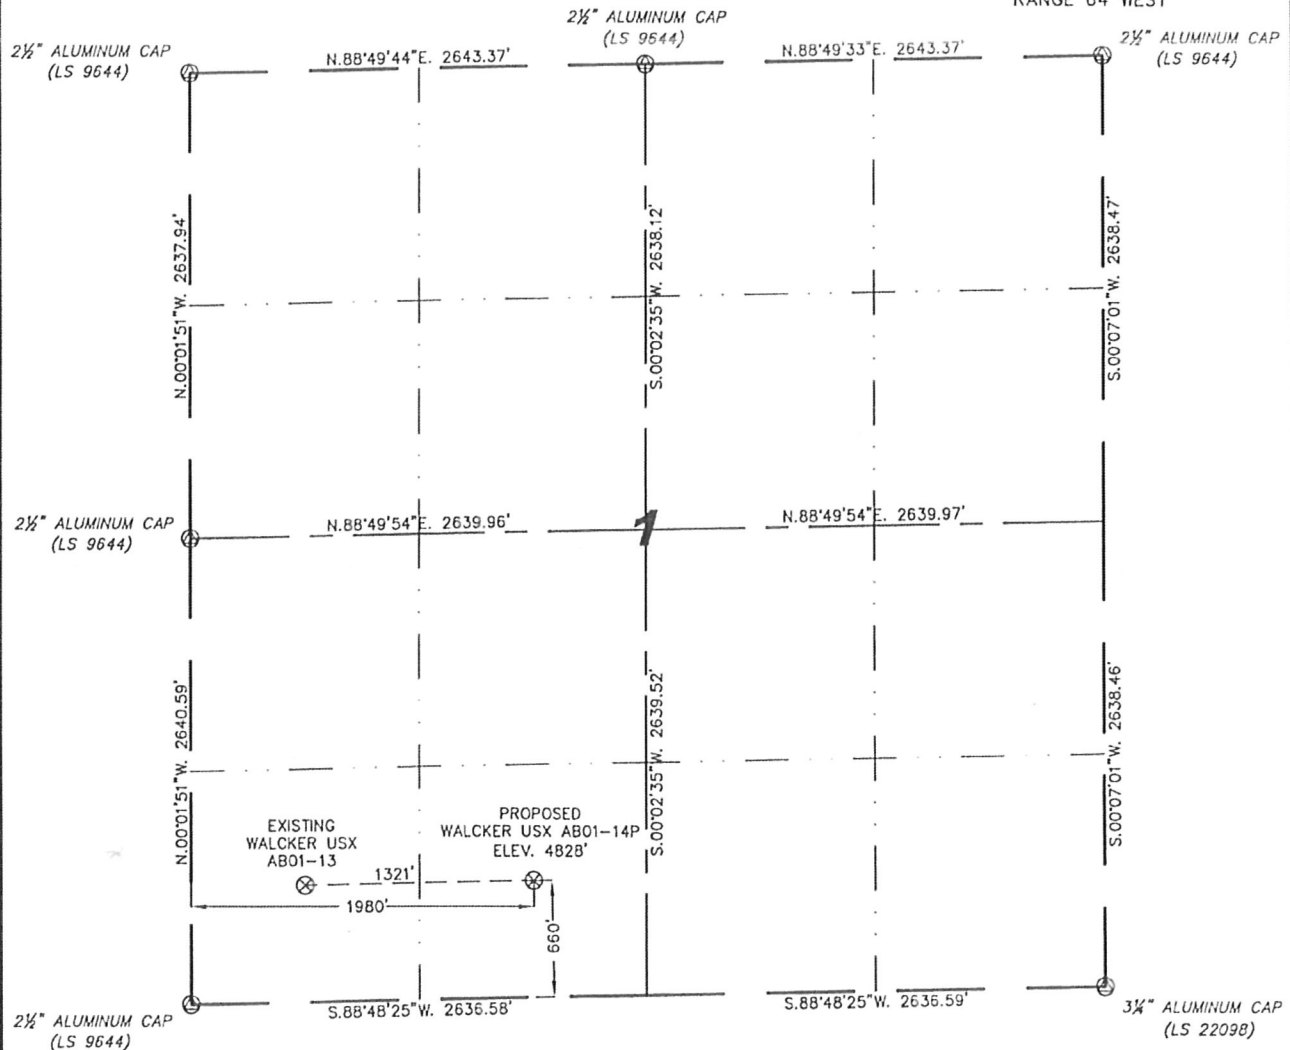 RANGE 64 WEST
2½" ALUMINUM CAP
(LS 9644)
2½" ALUMINUM CAP
(LS 9644)
2½" ALUMINUM CAP
(LS 9644)
N.88°49'44"E. 2643.37'
N.88°49'33"E. 2643.37'
N.00°01'51"W. 2637.94'
S.00°02'35"W. 2638.12'
S.00°07'01"W. 2638.47'
2½" ALUMINUM CAP
(LS 9644)
N.88°49'54"E. 2639.96'
1
N.88°49'54"E. 2639.97'
N.00°01'51"W. 2640.59'
S.00°02'35"W. 2639.52'
S.00°07'01"W. 2638.46'
EXISTING
WALCKER USX
AB01-13
PROPOSED
WALCKER USX AB01-14P
ELEV. 4828'
1321'
1980'
660'
S.88°48'25"W. 2636.58'
S.88°48'25"W. 2636.59'
2½" ALUMINUM CAP
(LS 9644)
3¼" ALUMINUM CAP
(LS 22098)